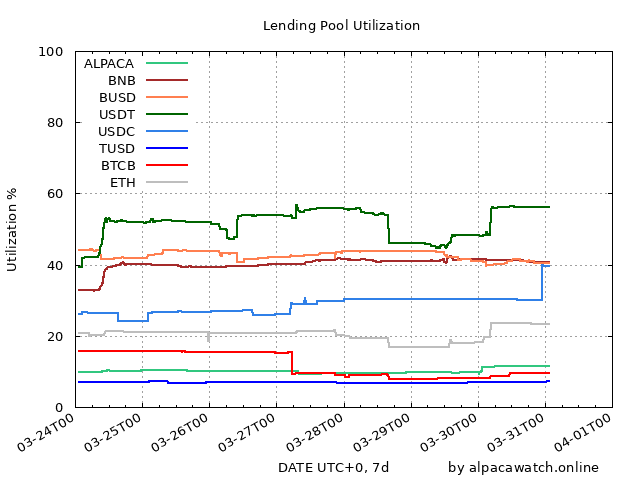 Lending Pool Utilization
100
80
60
40
20
0
Utilization %
ALPACA
BNB
BUSD
USDT
USDC
TUSD
BTCB
ETH
03-24T00
03-25T00
03-26T00
03-27T00
03-28T00
03-29T00
03-30T00
03-31T00
04-01T00
DATE UTC+0, 7d
by alpacawatch.online